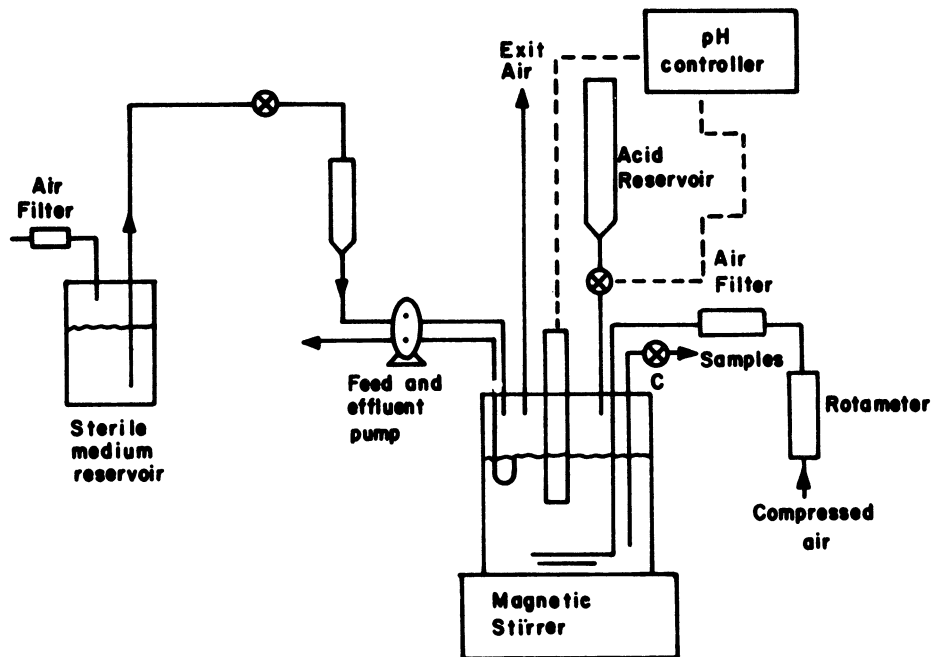 Exit
Air
pH
controller
Acid
Reservoir
Air
Filter
Air
Filter
Samples
C
Rotameter
Feed and
effluent
pump
Sterile
medium
reservoir
Compressed
air
Magnetic
Stirrer